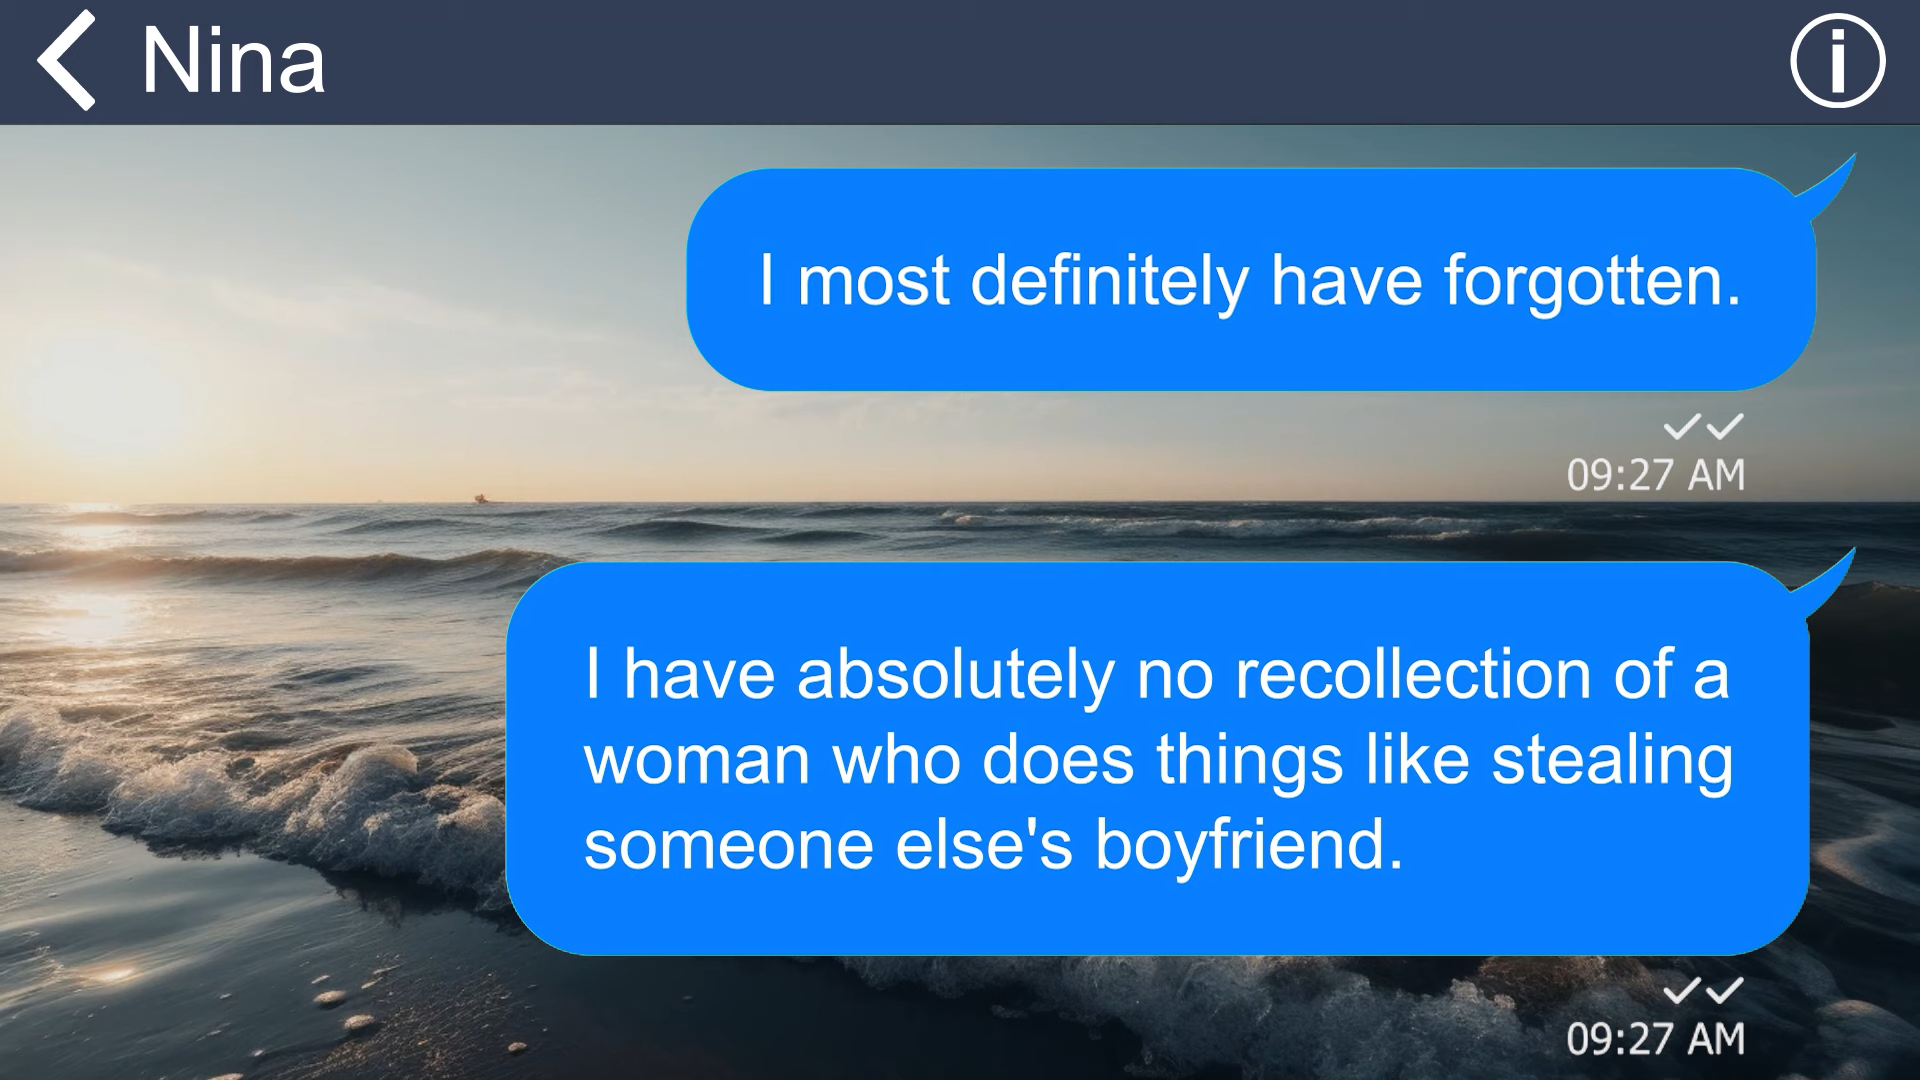 Nina
I most definitely have forgotten.
09:27 AM
I have absolutely no recollection of a
woman who does things like stealing
someone else's boyfriend.
09:27 AM